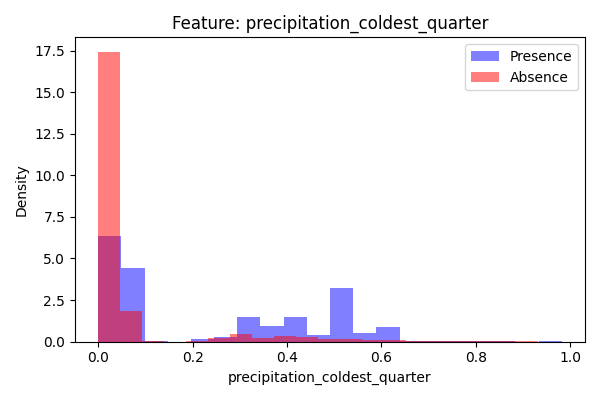 Feature: precipitation_coldest_quarter
Presence
Absence
Density
17.5
15.0
12.5
10.0
7.5
5.0
2.5
0.0
0.0 0.2 0.4 0.6 0.8 1.0
precipitation_coldest_quarter